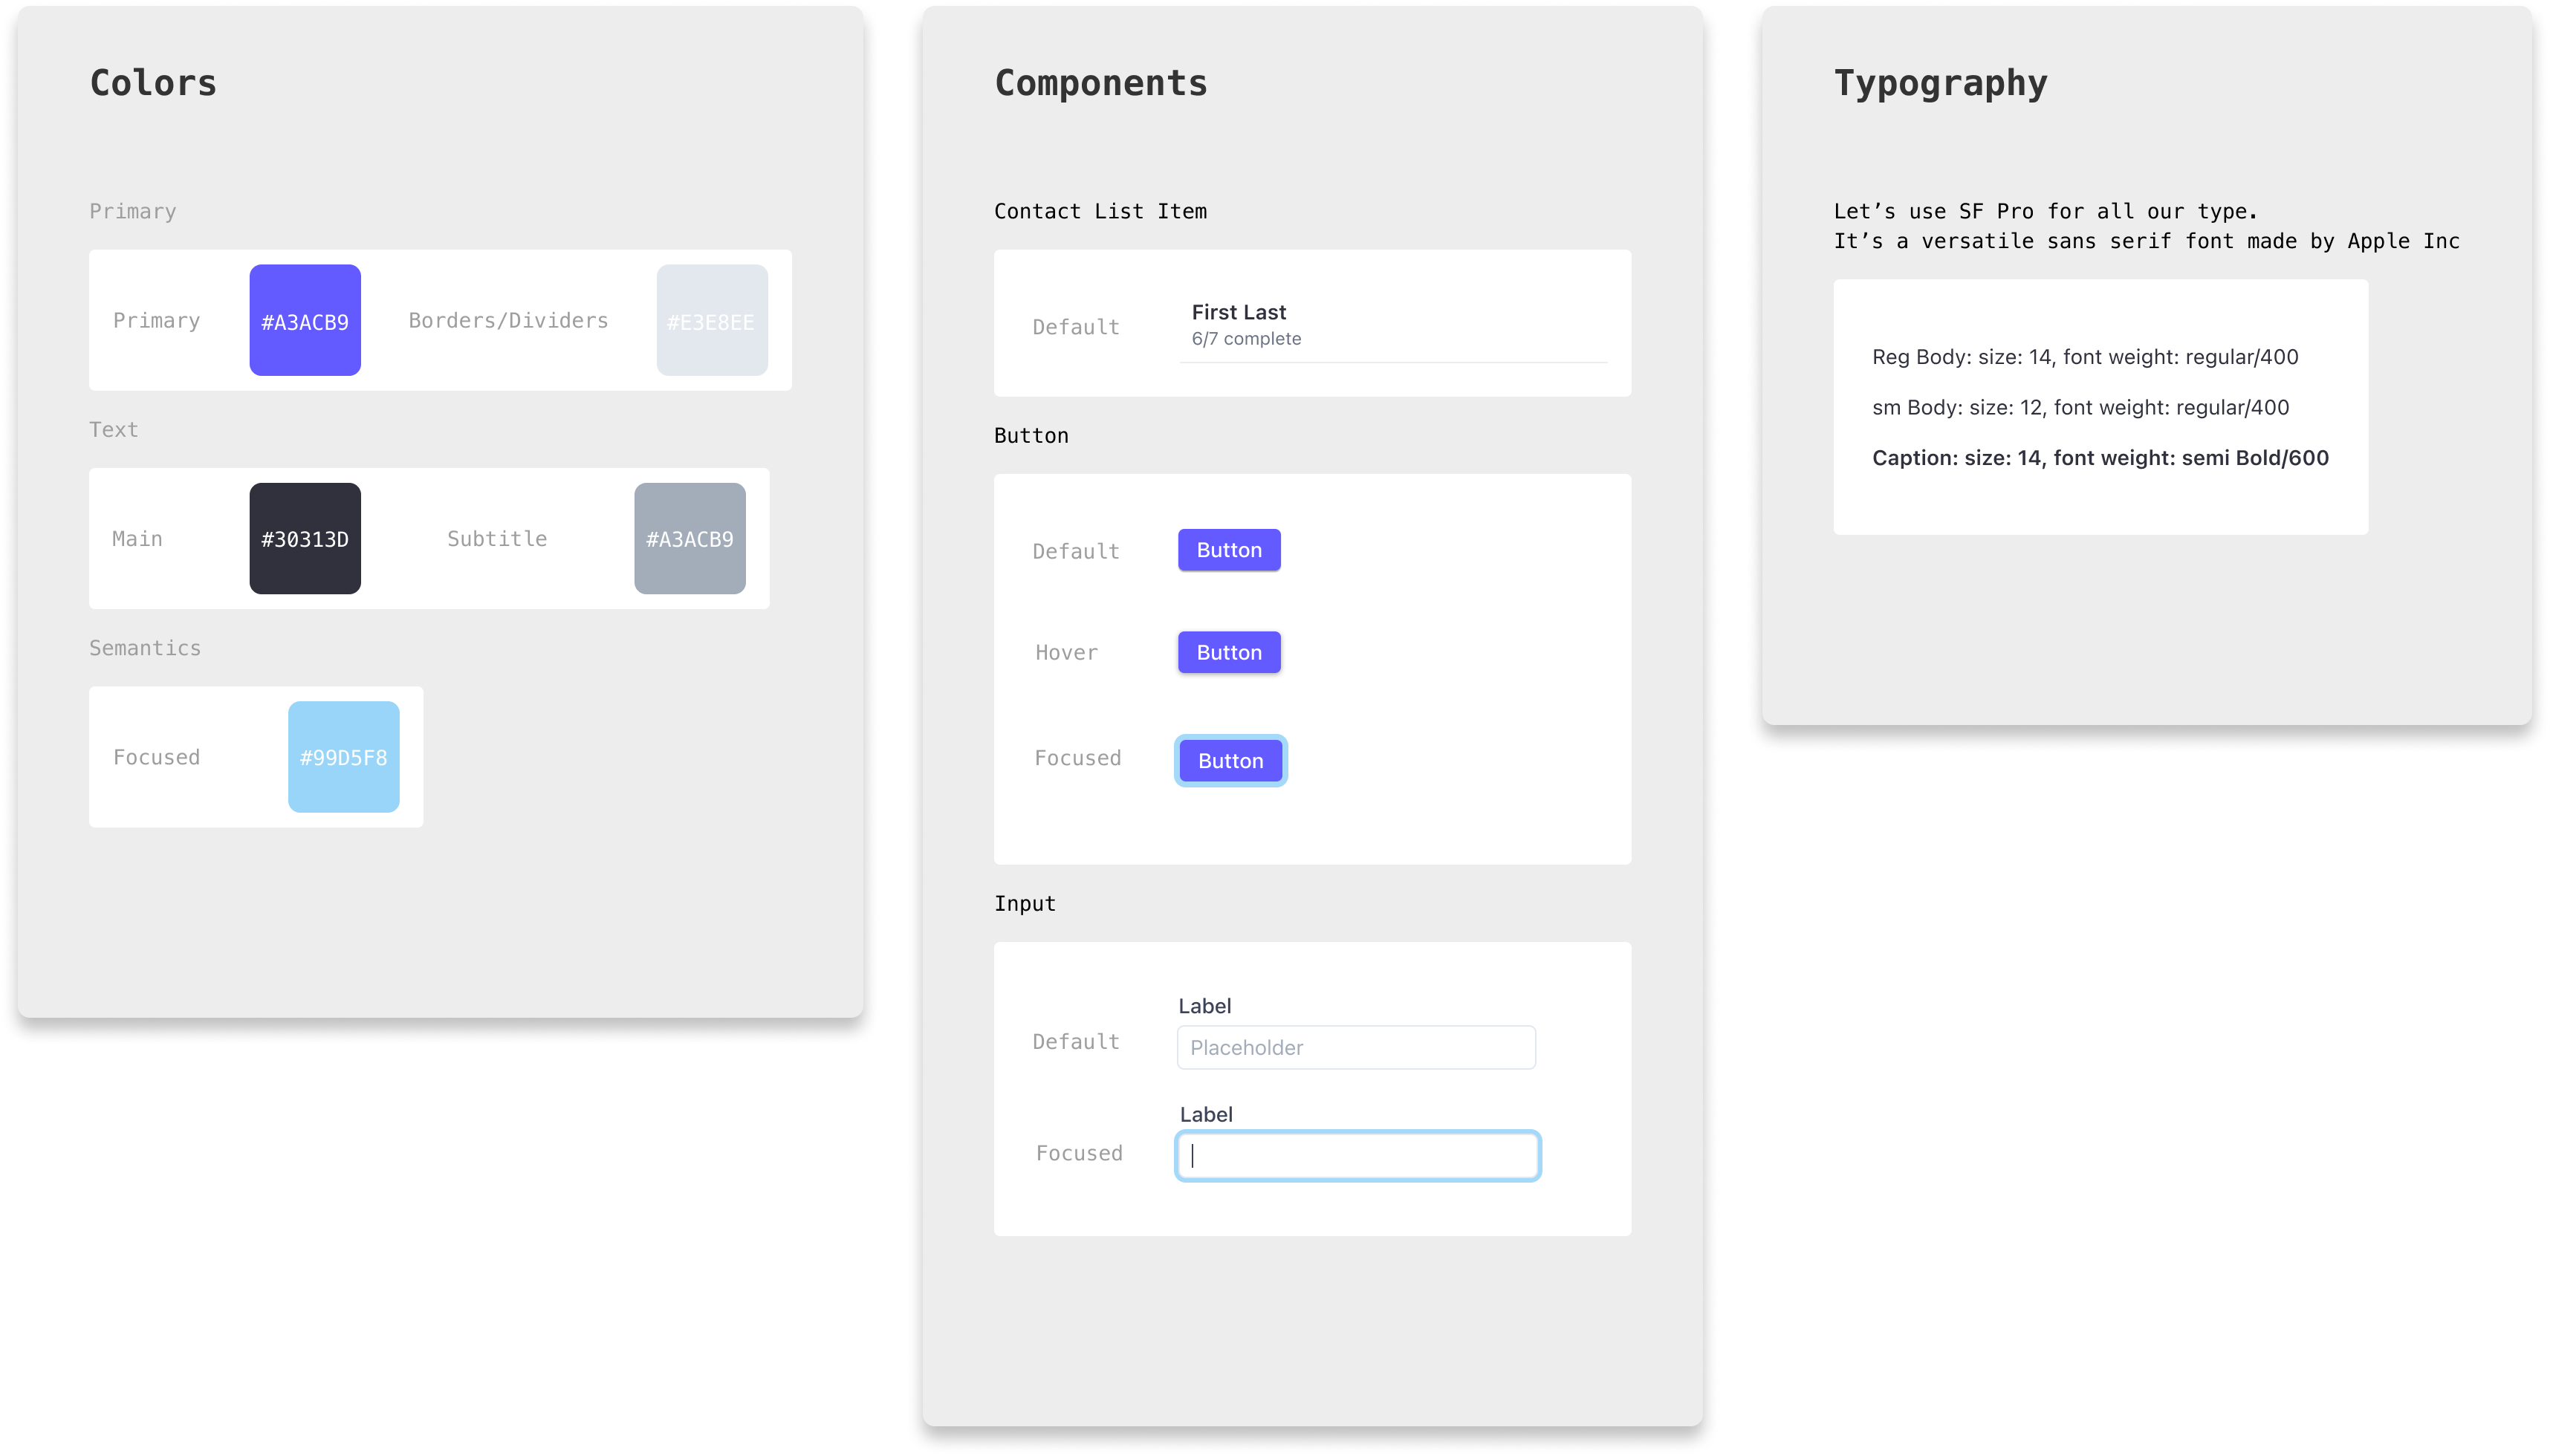 Colors
Primary
Primary
#A3ACB9
Borders/Dividers
#E3E8EE
Text
Main
#30313D
Subtitle
#A3ACB9
Semantics
Focused
#99D5F8
Components
Contact List Item
Default
First Last
6/7 complete
Button
Default
Button
Hover
Button
Focused
Button
Input
Default
Label
Placeholder
Focused
Label
Typography
Let’s use SF Pro for all our type.
It’s a versatile sans serif font made by Apple Inc
Reg Body: size: 14, font weight: regular/400
sm Body: size: 12, font weight: regular/400
Caption: size: 14, font weight: semi Bold/600